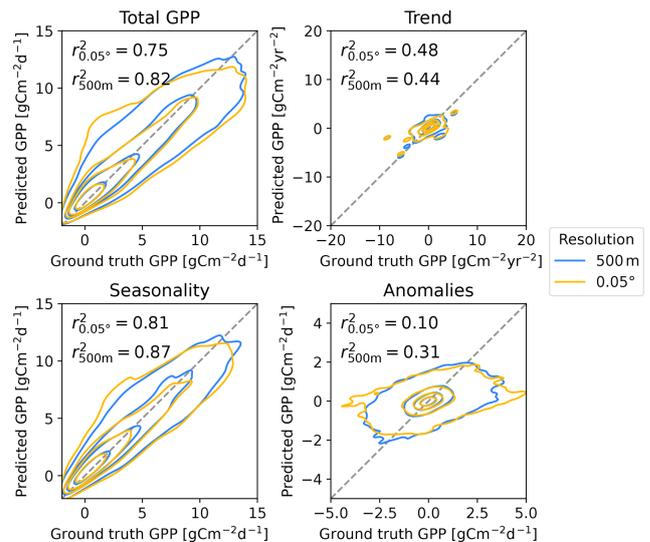 Total GPP
Trend
15
10
5
0
Predicted GPP [gCm⁻²d⁻¹]
r²0.05° = 0.75
r²500m = 0.82
0
5
10
15
Ground truth GPP [gCm⁻²d⁻¹]
20
10
0
−10
−20
Predicted GPP [gCm⁻²yr⁻²]
r²0.05° = 0.48
r²500m = 0.44
−20
−10
0
10
20
Ground truth GPP [gCm⁻²yr⁻²]
Resolution
500 m
0.05°
Seasonality
Anomalies
15
10
5
0
Predicted GPP [gCm⁻²d⁻¹]
r²0.05° = 0.81
r²500m = 0.87
0
5
10
15
Ground truth GPP [gCm⁻²d⁻¹]
4
2
0
−2
−4
Predicted GPP [gCm⁻²d⁻¹]
r²0.05° = 0.10
r²500m = 0.31
−5.0
−2.5
0.0
2.5
5.0
Ground truth GPP [gCm⁻²d⁻¹]